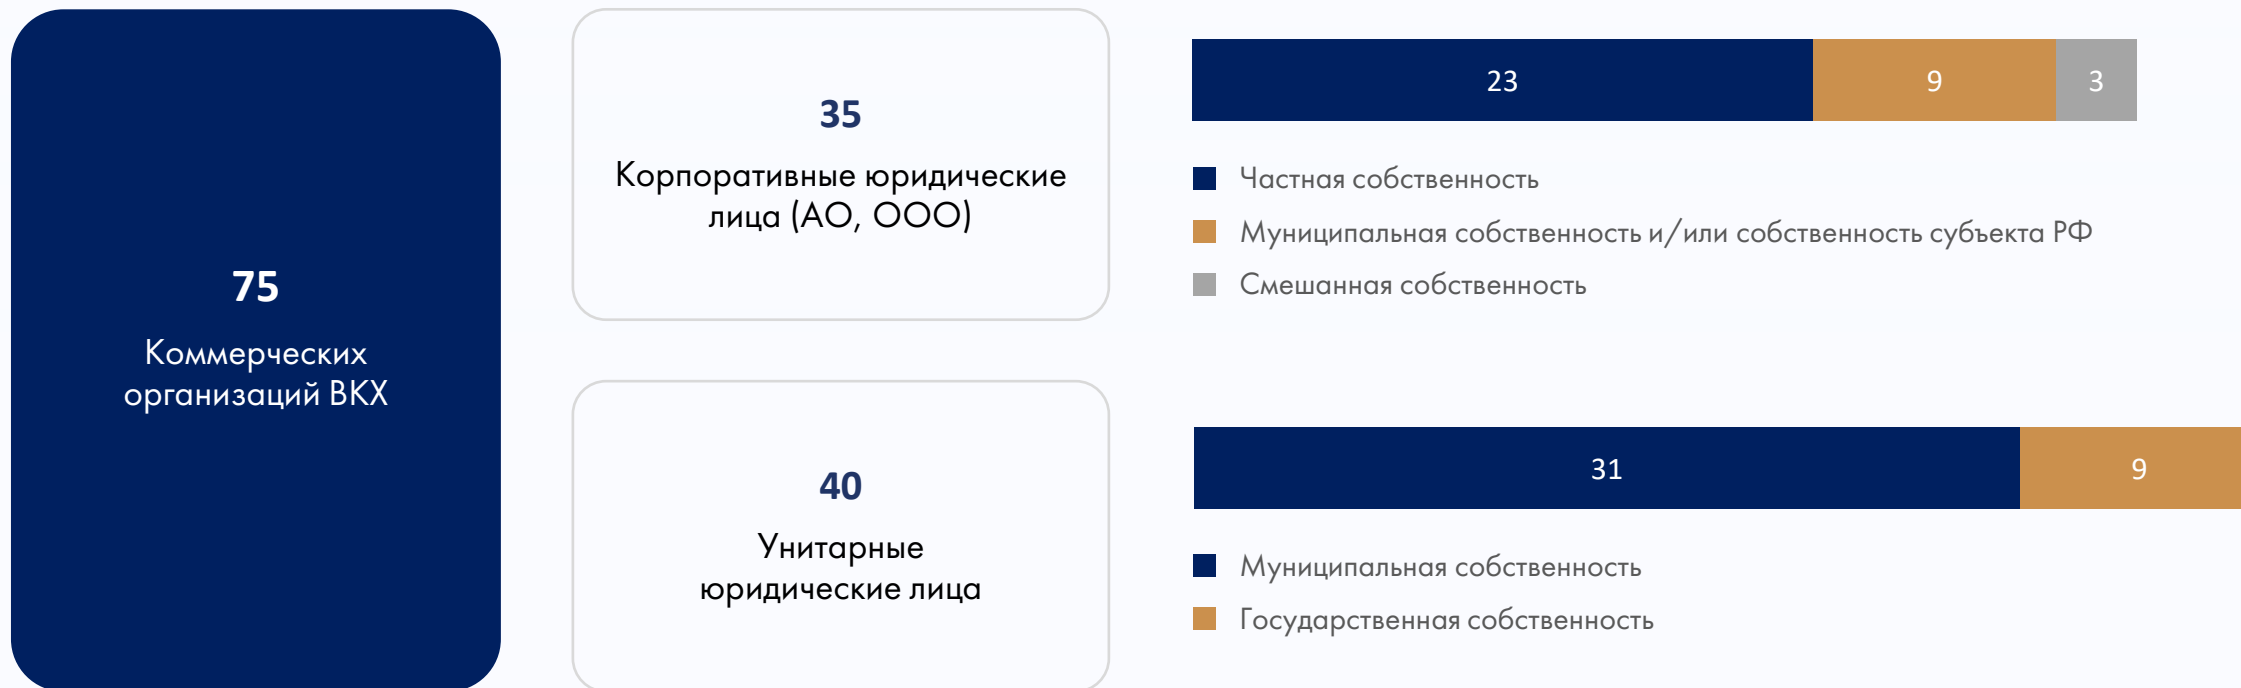 75
Коммерческих
организаций ВКХ
35
Корпоративные юридические
лица (АО, ООО)
23
9
3
Частная собственность
Муниципальная собственность и/или собственность субъекта РФ
Смешанная собственность
40
Унитарные
юридические лица
31
9
Муниципальная собственность
Государственная собственность